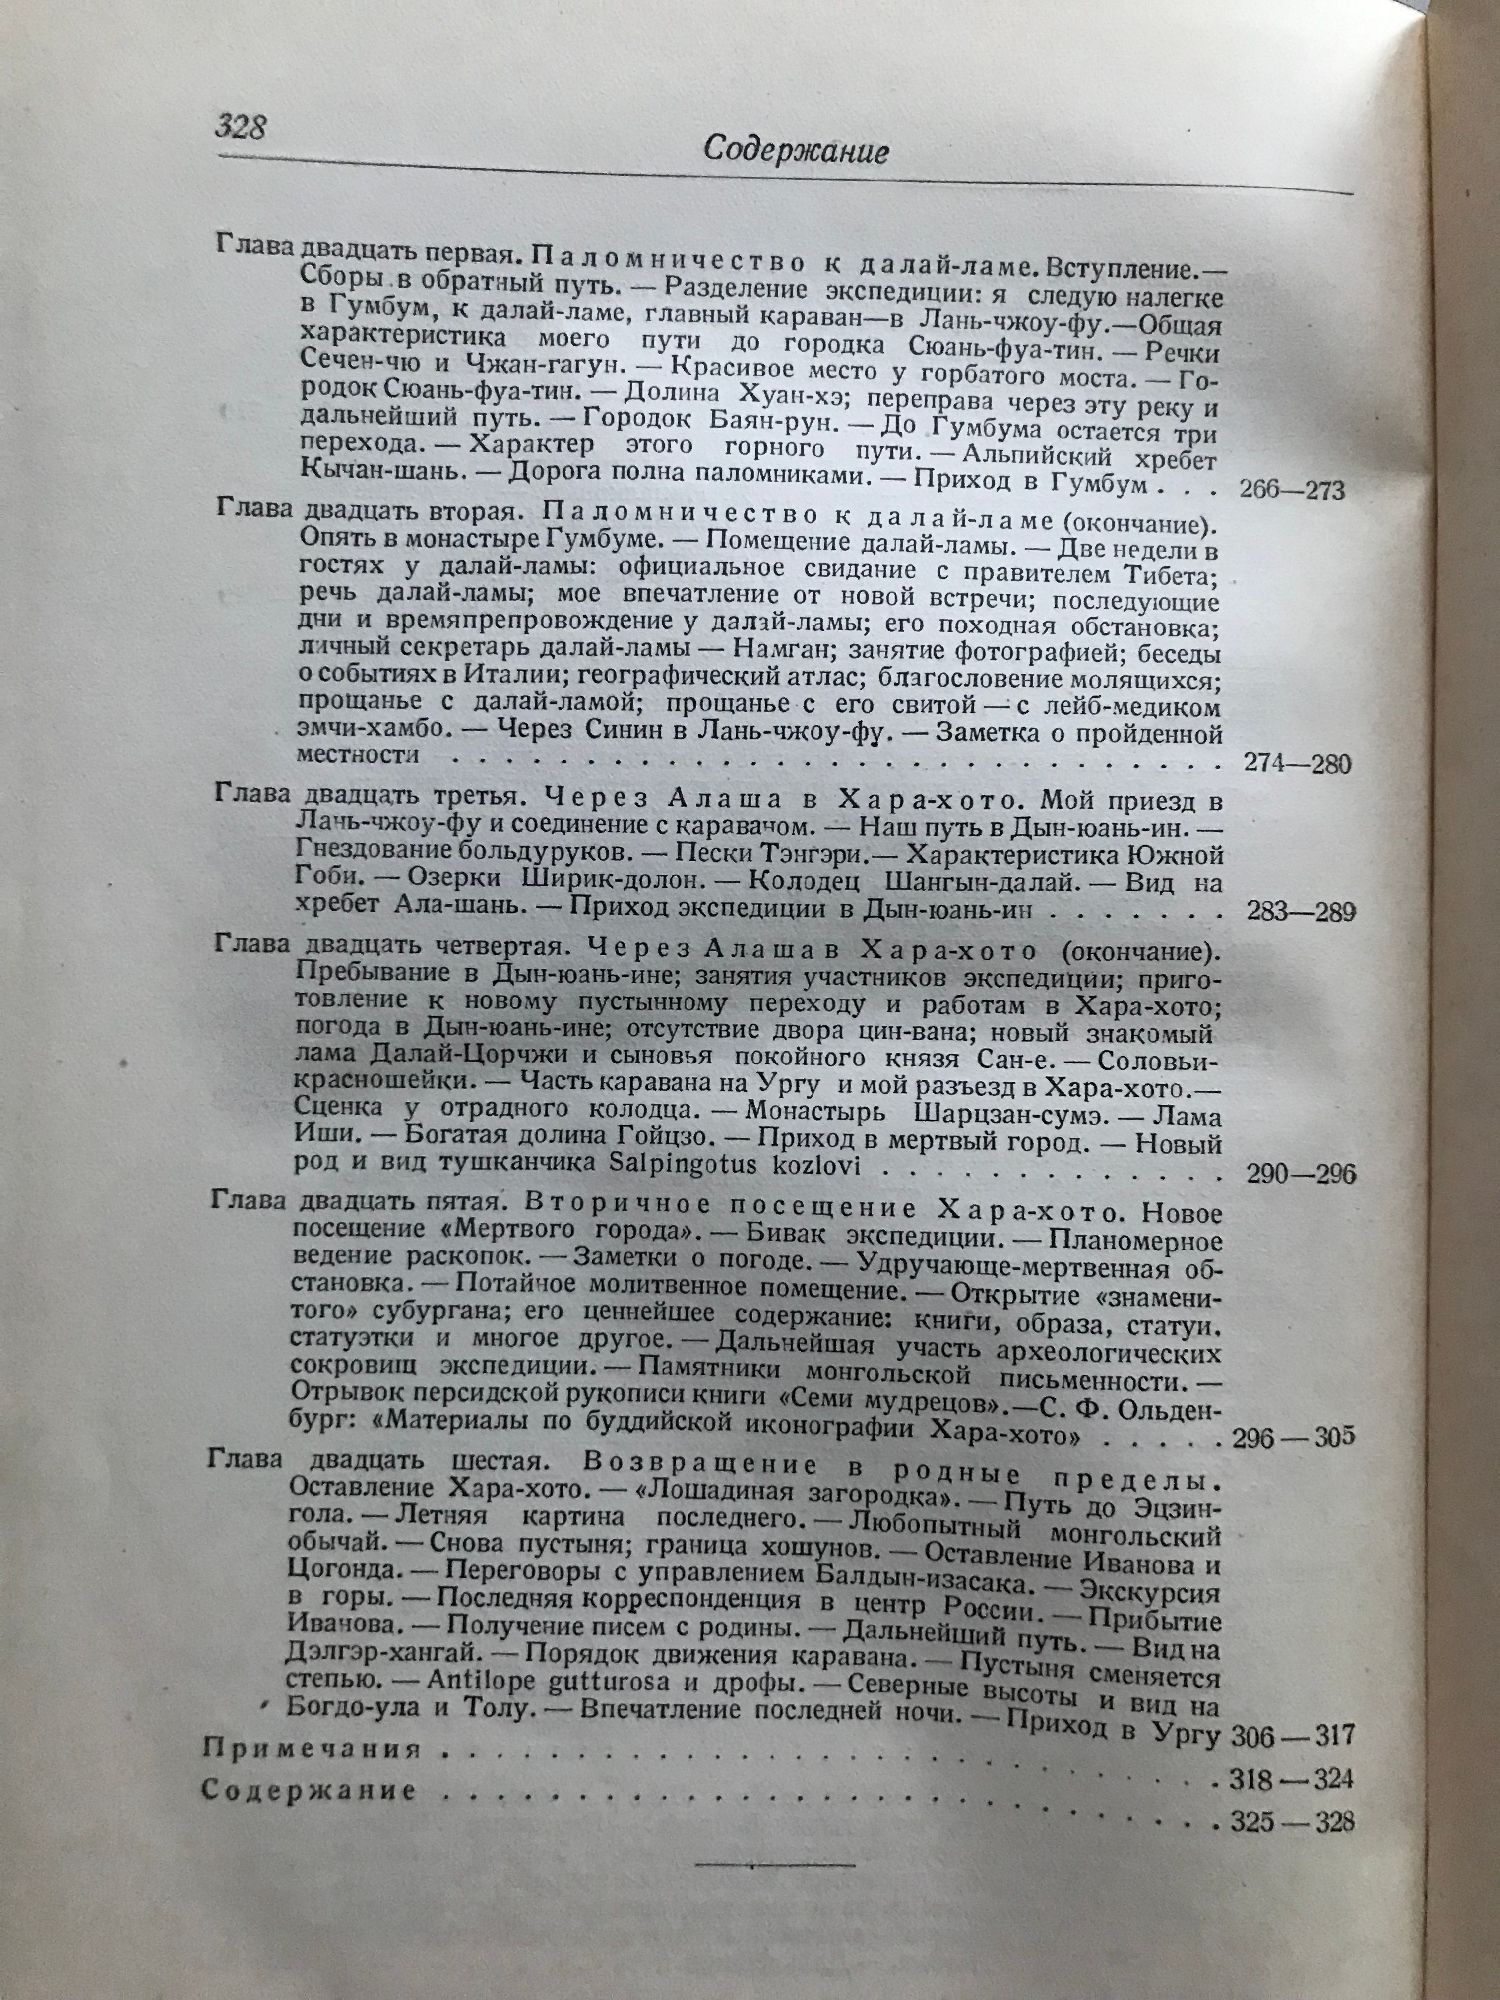 328
Содержание
Глава двадцать первая. Паломничество к далай-ламе. Вступление.—
Сборы в обратный путь. — Разделение экспедиции: я следую налегке
в Гумбум, к далай-ламе, главный караван—в Лань-чжоу-фу.—Общая
характеристика моего пути до городка Сюань-фуа-тин. — Речки
Сечен-чю и Чжан-гагун. — Красивое место у горбатого моста. — Го-
родок Сюань-фуа-тин. — Долина Хуан-хэ; переправа через эту реку и
дальнейший путь. — Городок Баян-рун. — До Гумбума остается три
перехода. — Характер этого горного пути. — Альпийский хребет
Кычан-шань. — Дорога полна паломниками. — Приход в Гумбум . . . 266—273
Глава двадцать вторая. Паломничество к далай-ламе (окончание).
Опять в монастыре Гумбуме. — Помещение далай-ламы. — Две недели в
гостях у далай-ламы: официальное свидание с правителем Тибета;
речь далай-ламы; мое впечатление от новой встречи; последующие
дни и времяпрепровождение у далай-ламы; его походная обстановка;
личный секретарь далай-ламы — Намган; занятие фотографией; беседы
о событиях в Италии; географический атлас; благословение молящихся;
прощанье с далай-ламой; прощанье с его свитой — с лейб-медиком
эмчи-хамбо. — Через Синин в Лань-чжоу-фу. — Заметка о пройденной
местности . . . . . . . . . . . . . . . . . . . . . . . . . . . . . 274—280
Глава двадцать третья. Через Алаша в Хара-хото. Мой приезд в
Лань-чжоу-фу и соединение с караваном. — Наш путь в Дын-юань-ин. —
Гнездование больдуруков. — Пески Тэнгэри.— Характеристика Южной
Гоби. — Озерки Ширик-долон. — Колодец Шангын-далай. — Вид на
хребет Ала-шань. — Приход экспедиции в Дын-юань-ин . . . . . . . 283—289
Глава двадцать четвертая. Через Алаша в Хара-хото (окончание).
Пребывание в Дын-юань-ине; занятия участников экспедиции; приго-
товление к новому пустынному переходу и работам в Хара-хото;
погода в Дын-юань-ине; отсутствие двора цин-вана; новый знакомый
лама Далай-Цорчжи и сыновья покойного князя Сан-е. — Соловьи-
красношейки. — Часть каравана на Ургу и мой разъезд в Хара-хото.—
Сценка у отрадного колодца. — Монастырь Шарцзан-сумэ. — Лама
Иши. — Богатая долина Гойцзо. — Приход в мертвый город. — Новый
род и вид тушканчика Salpingotus kozlovi . . . . . . . . . . . . . 290—296
Глава двадцать пятая. Вторичное посещение Хара-хото. Новое
посещение «Мертвого города». — Бивак экспедиции. — Планомерное
ведение раскопок. — Заметки о погоде. — Удручающе-мертвенная об-
становка. — Потайное молитвенное помещение. — Открытие «знамени-
того» субургана; его ценнейшее содержание: книги, образа, статуи,
статуэтки и многое другое. — Дальнейшая участь археологических
сокровищ экспедиции. — Памятники монгольской письменности. —
Отрывок персидской рукописи книги «Семи мудрецов».—С. Ф. Ольден-
бург: «Материалы по буддийской иконографии Хара-хото» . . . . . 296 — 305
Глава двадцать шестая. Возвращение в родные пределы.
Оставление Хара-хото. — «Лошадиная загородка». — Путь до Эцзин-
гола. — Летняя картина последнего. — Любопытный монгольский
обычай. — Снова пустыня; граница хошунов. — Оставление Иванова и
Цогонда. — Переговоры с управлением Балдын-изасака. — Экскурсия
в горы. — Последняя корреспонденция в центр России. — Прибытие
Иванова. — Получение писем с родины. — Дальнейший путь. — Вид на
Дэлгэр-хангай. — Порядок движения каравана. — Пустыня сменяется
степью. — Antilope gutturosa и дрофы. — Северные высоты и вид на
Богдо-ула и Толу. — Впечатление последней ночи. — Приход в Ургу 306 — 317
Примечания . . . . . . . . . . . . . . . . . . . . . . . . . . . . . 318 — 324
Содержание . . . . . . . . . . . . . . . . . . . . . . . . . . . . . 325 — 328